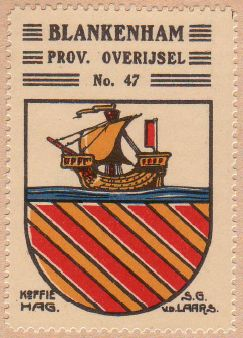 BLANKENHAM
PROV. OVERIJSEL
No. 47
KOFFIE
HAG.
S.G.
v.d. LAARS.